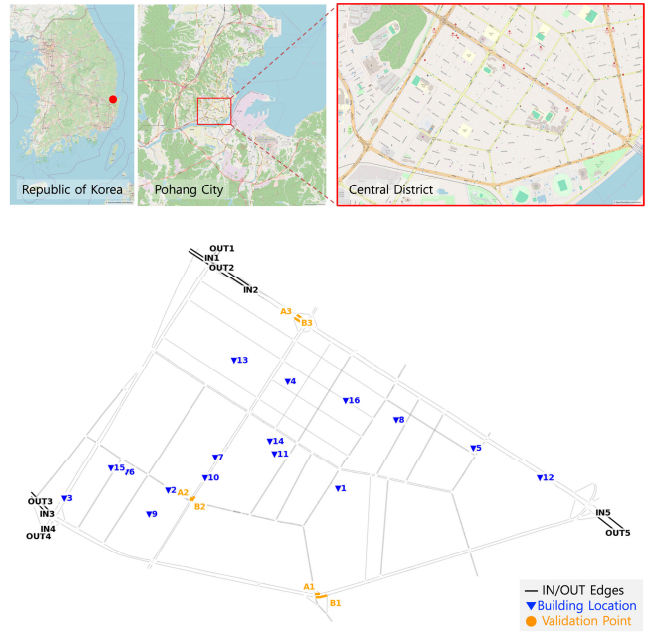 Republic of Korea
Pohang City
Central District
OUT1
IN1
OUT2
IN2
A3
B3
13
4
16
8
14
5
11
7
15
6
10
12
2
1
A2
OUT3
3
B2
IN3
9
IN5
IN4
OUT4
OUT5
A1
B1
IN/OUT Edges
Building Location
Validation Point